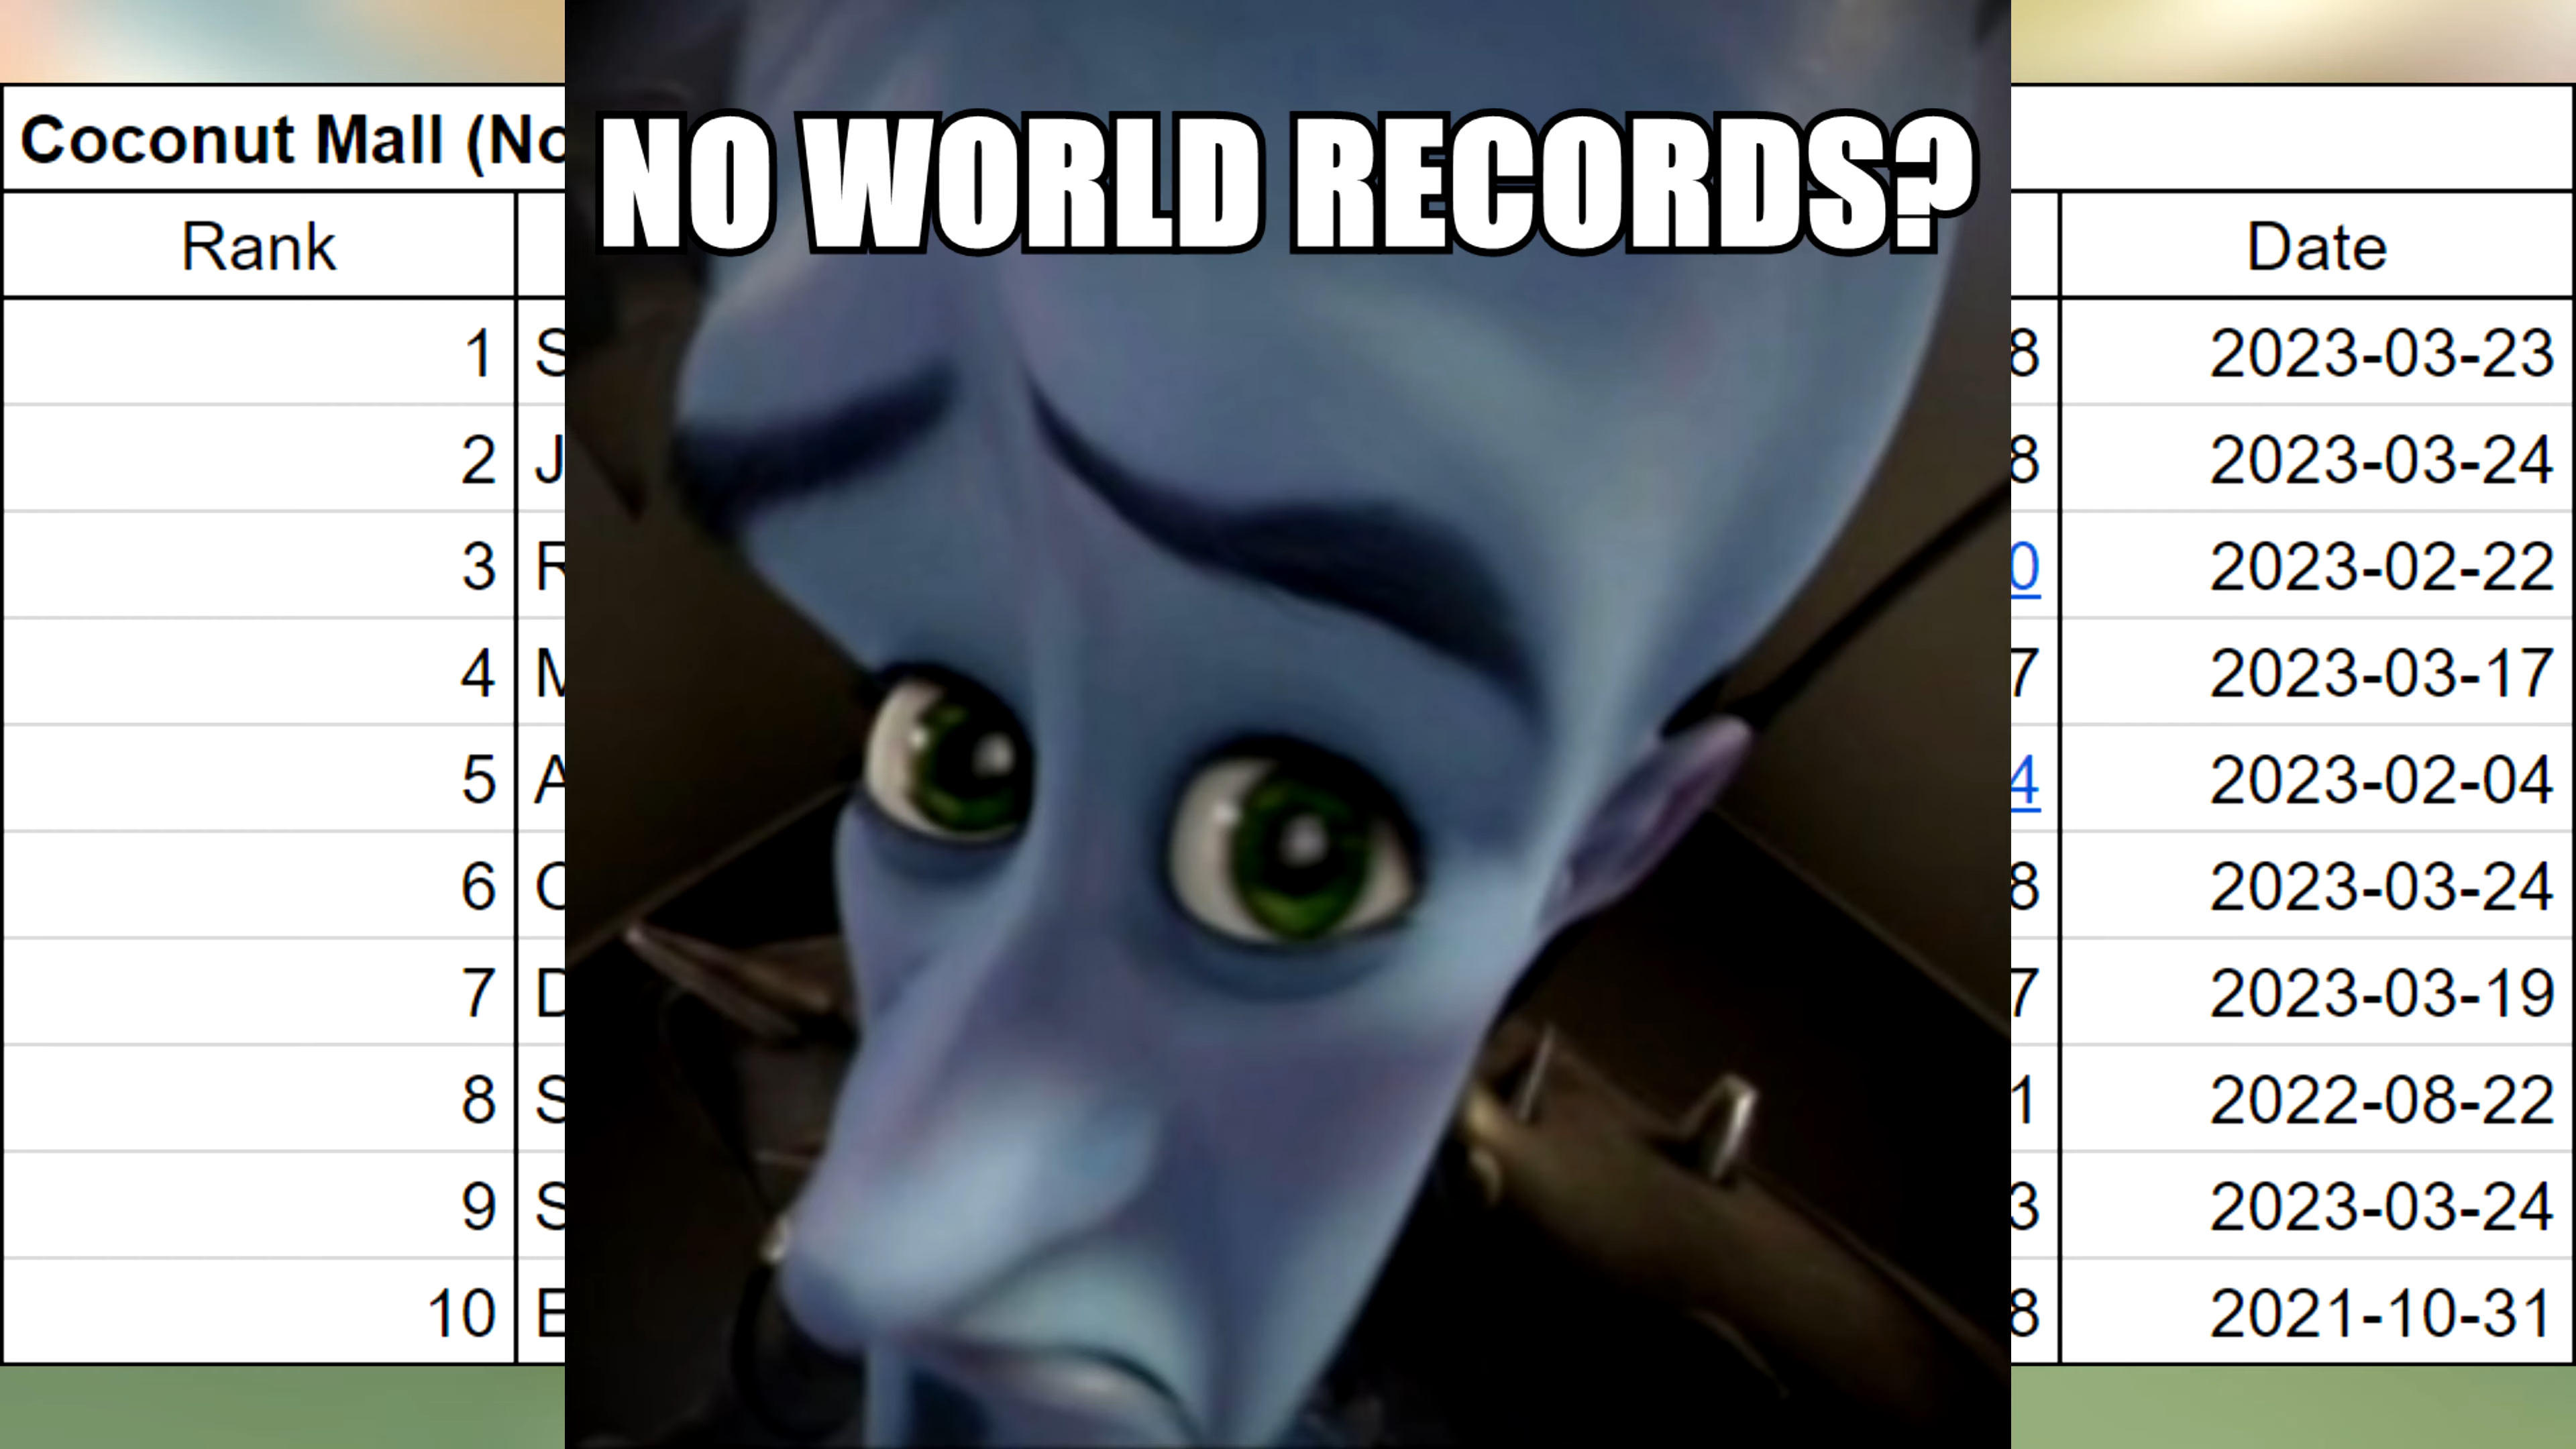 Coconut Mall (No
NO WORLD RECORDS?
Rank Date
1 S 8 2023-03-23
2 J 8 2023-03-24
3 R 0 2023-02-22
4 M 7 2023-03-17
5 A 4 2023-02-04
6 C 8 2023-03-24
7 D 7 2023-03-19
8 S 1 2022-08-22
9 S 3 2023-03-24
10 E 8 2021-10-31